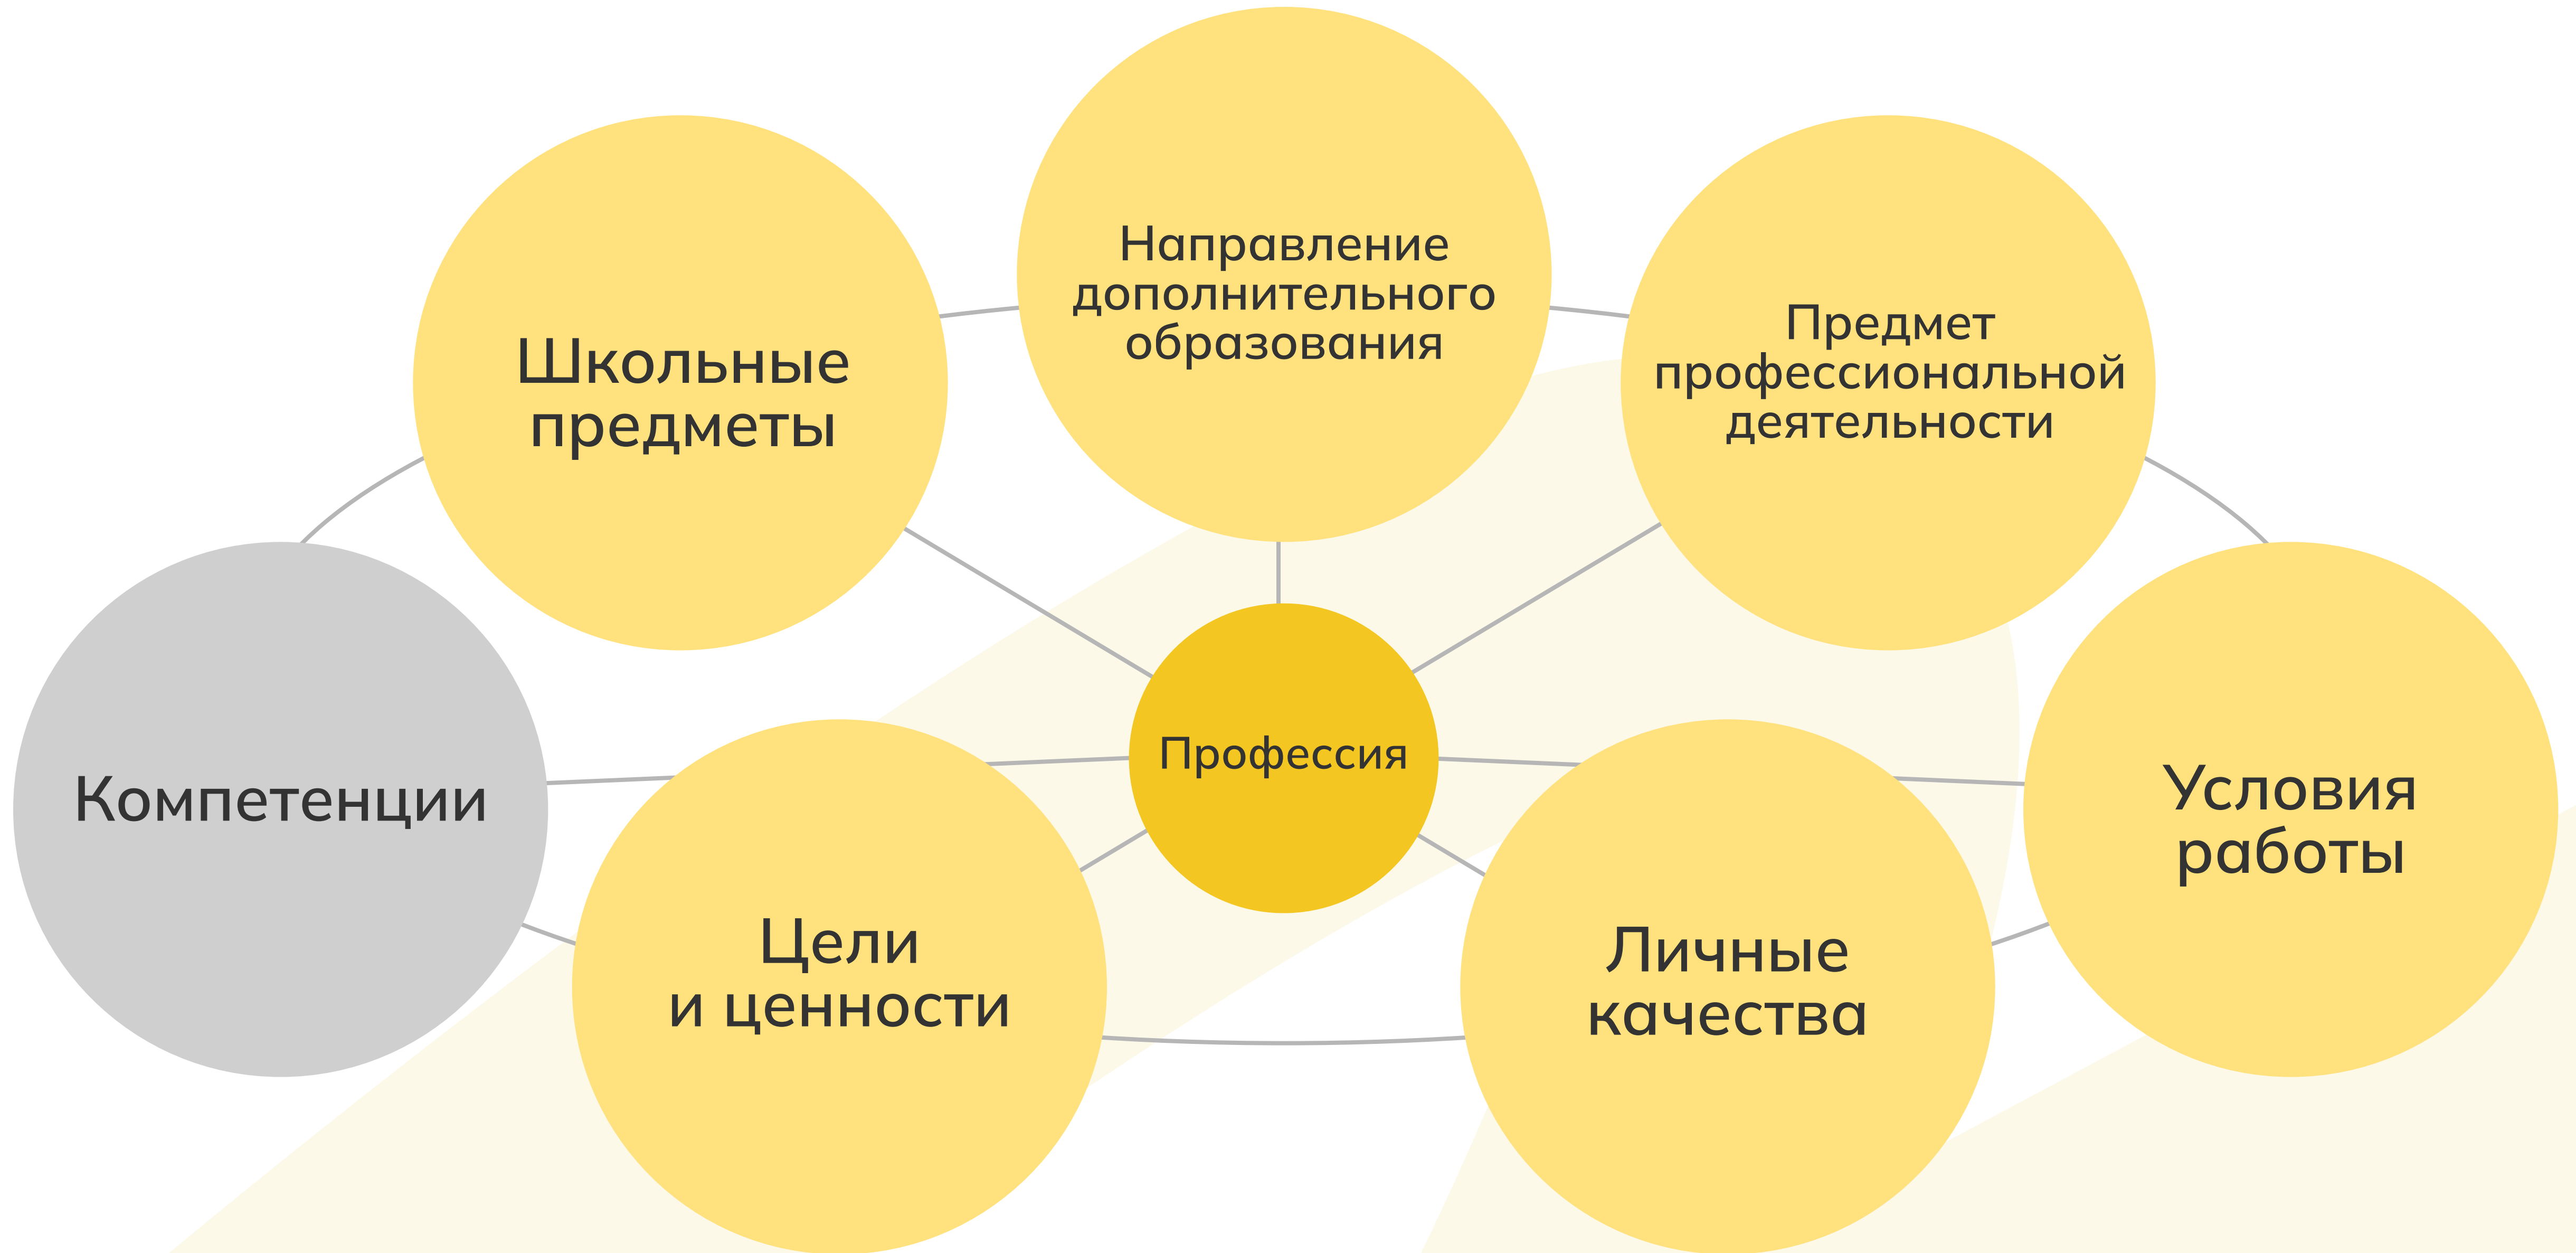 Направление
дополнительного
образования
Школьные
предметы
Предмет
профессиональной
деятельности
Компетенции
Профессия
Условия
работы
Цели
и ценности
Личные
качества